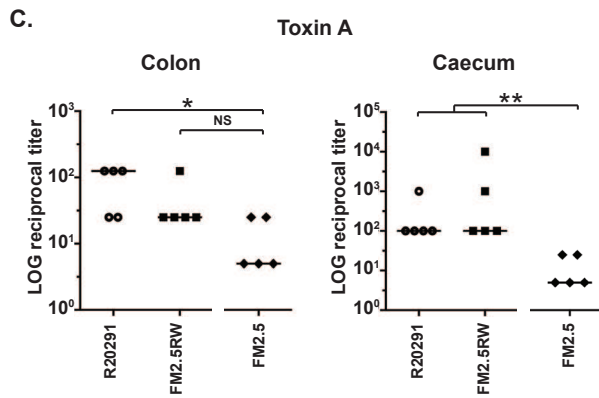 C.
Toxin A
Colon
*
NS
LOG reciprocal titer
10³
10²
10¹
10⁰
R20291
FM2.5RW
FM2.5
Caecum
**
LOG reciprocal titer
10⁵
10⁴
10³
10²
10¹
10⁰
R20291
FM2.5RW
FM2.5